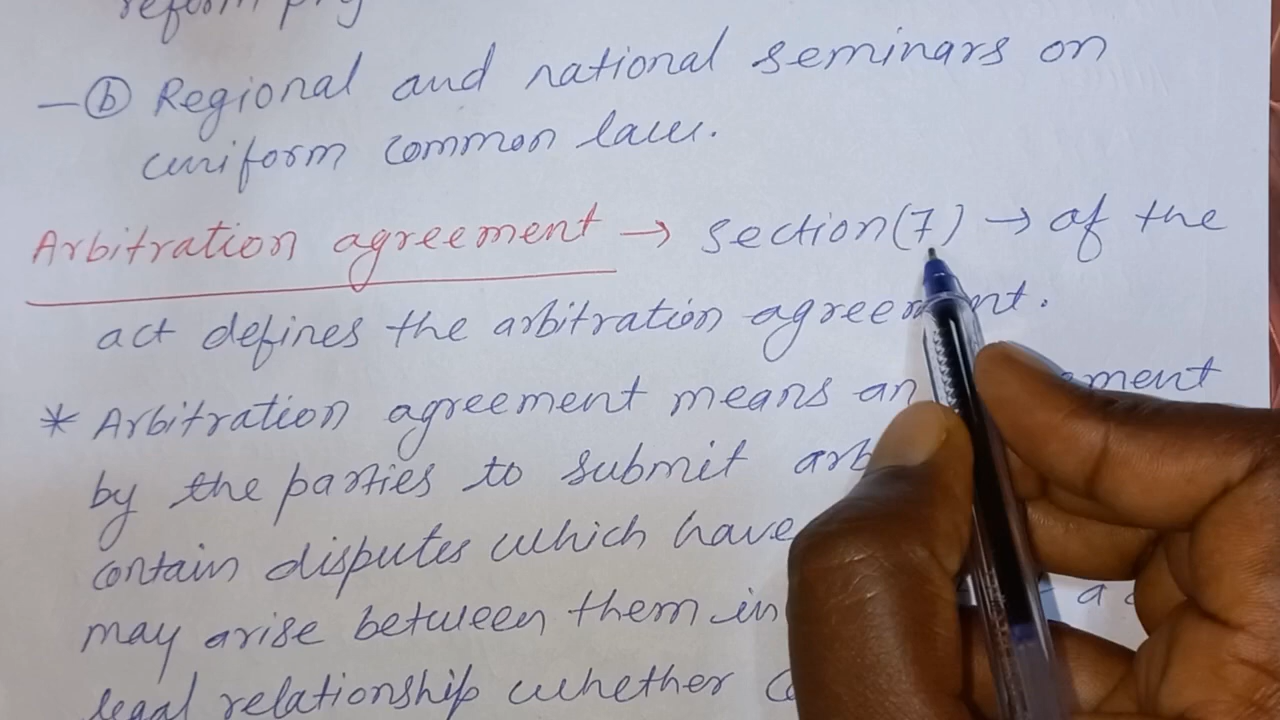 - ⓑ Regional and national seminars on
uniform common law.
Arbitration agreement → section(7) → of the
act defines the arbitration agreement.
* Arbitration agreement means an
by the parties to submit
contain disputes which have
may arise between them in
legal relationship whether